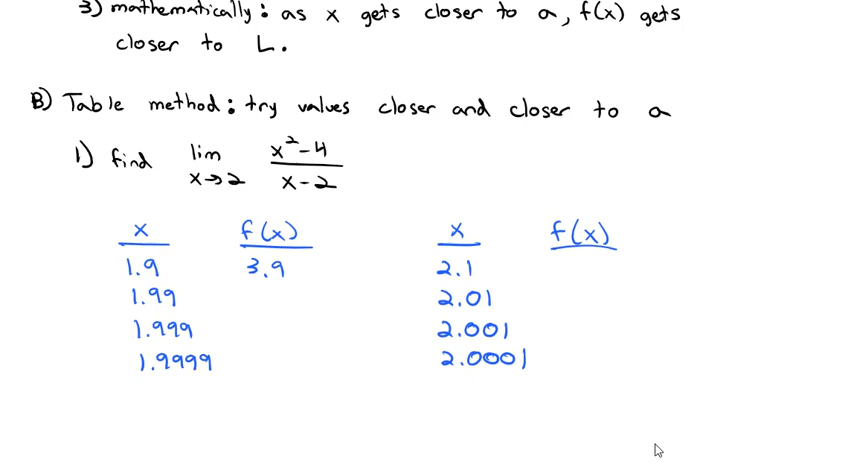 3) mathematically: as x gets closer to a, f(x) gets
closer to L.
B) Table method: try values closer and closer to a
1) find lim x→2 x²-4 / x-2
x f(x) x f(x)
1.9 3.9 2.1
1.99 2.01
1.999 2.001
1.9999 2.0001